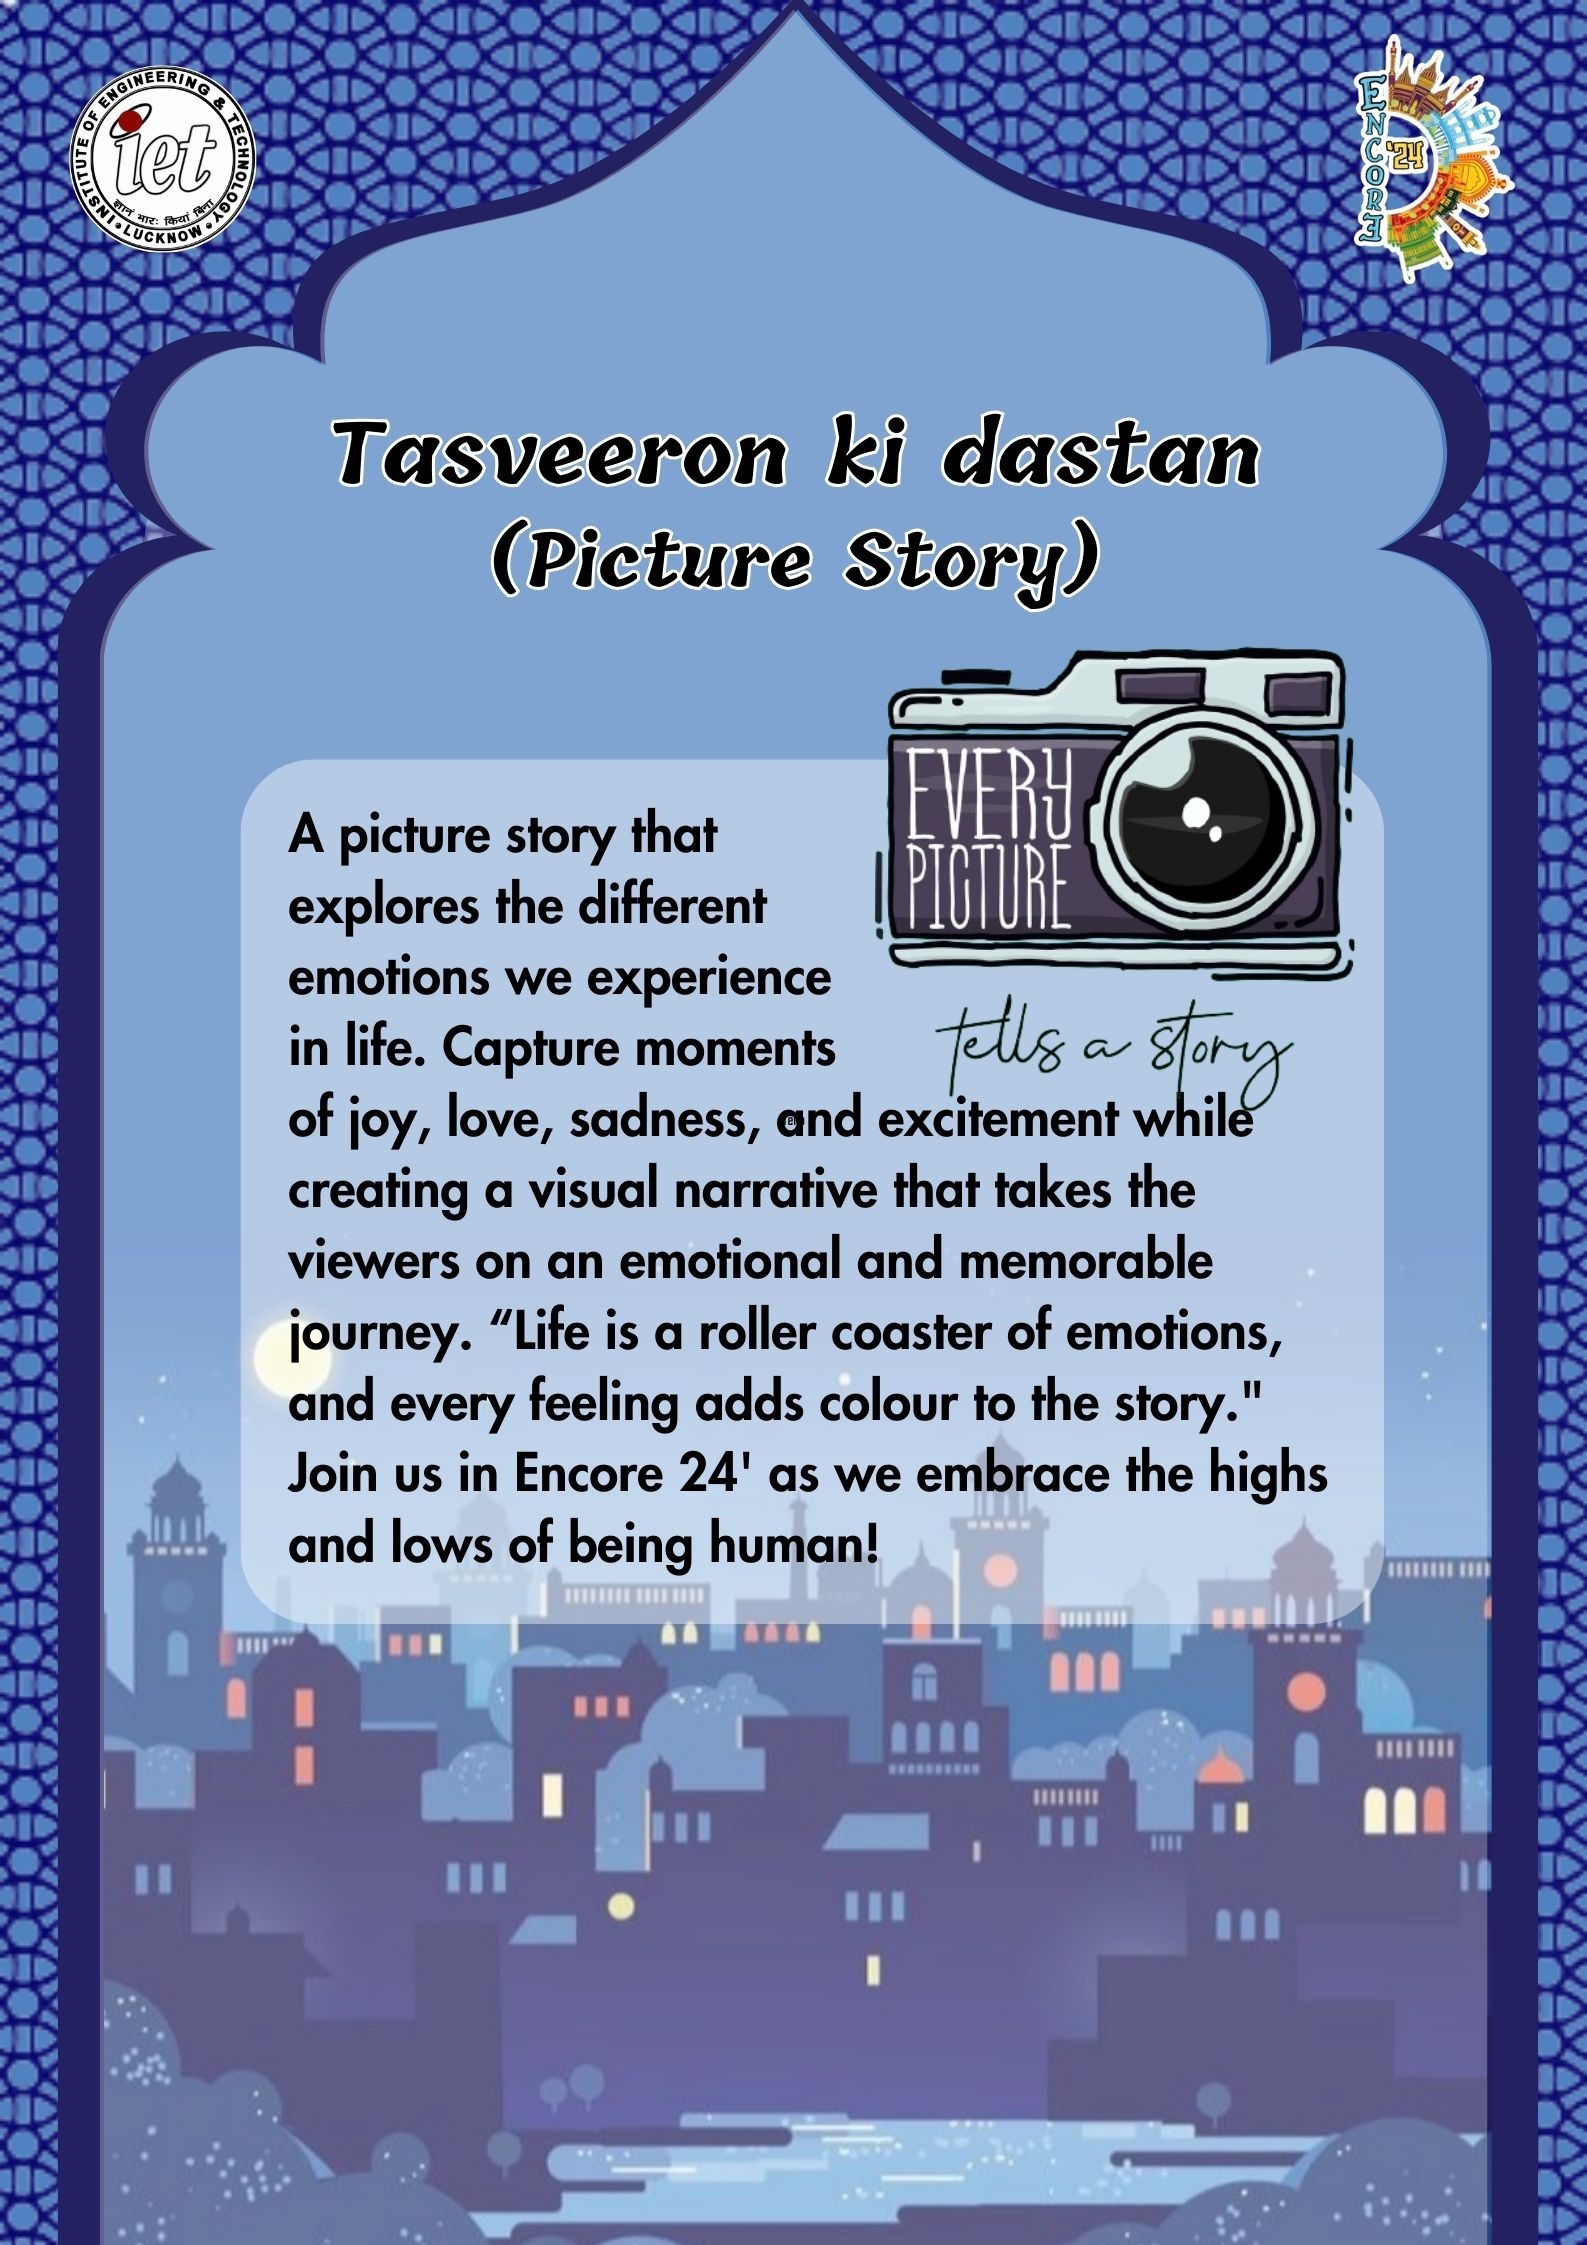 INSTITUTE OF ENGINEERING & TECHNOLOGY
iet
ज्ञानं भारः क्रियां बिना
LUCKNOW
ENCORE
'24
Tasveeron ki dastan
(Picture Story)
EVERY
PICTURE
tells a story
A picture story that
explores the different
emotions we experience
in life. Capture moments
of joy, love, sadness, and excitement while
creating a visual narrative that takes the
viewers on an emotional and memorable
journey. “Life is a roller coaster of emotions,
and every feeling adds colour to the story."
Join us in Encore 24' as we embrace the highs
and lows of being human!